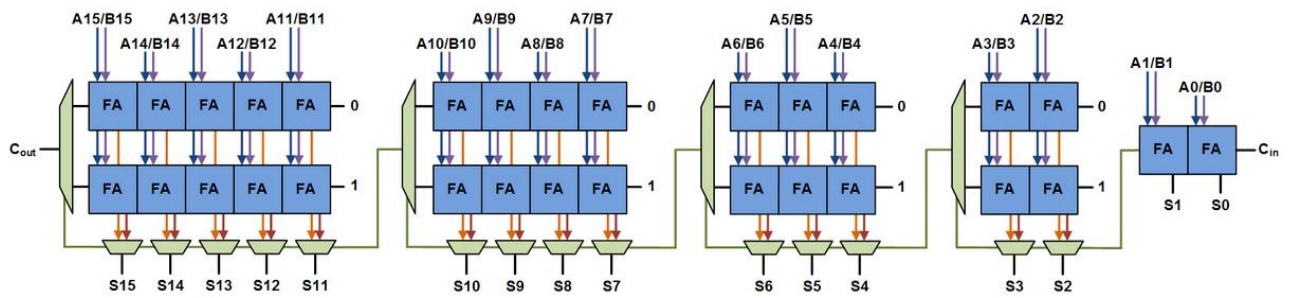 A15/B15 A13/B13 A11/B11 A9/B9 A7/B7 A5/B5 A2/B2
A14/B14 A12/B12 A10/B10 A8/B8 A6/B6 A4/B4 A3/B3
A1/B1 A0/B0
FA FA FA FA FA 0 FA FA FA FA 0 FA FA FA 0 FA FA 0
Cout FA FA Cin
FA FA FA FA FA 1 FA FA FA FA 1 FA FA FA 1 FA FA 1
S1 S0
S15 S14 S13 S12 S11 S10 S9 S8 S7 S6 S5 S4 S3 S2